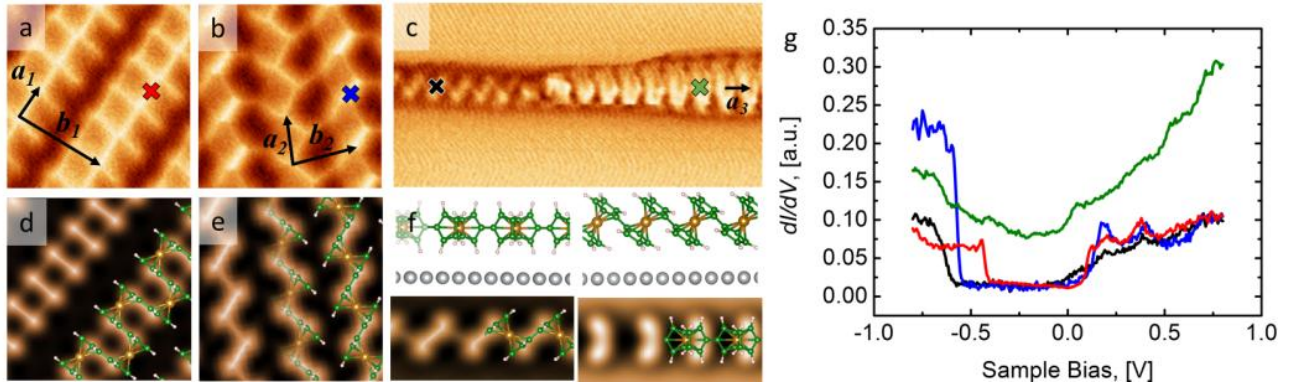 a
a1
b1
b
a2
b2
c
a3
d
e
f
g
dI/dV, [a.u.]
0.35
0.30
0.25
0.20
0.15
0.10
0.05
0.00
-1.0
-0.5
0.0
0.5
1.0
Sample Bias, [V]